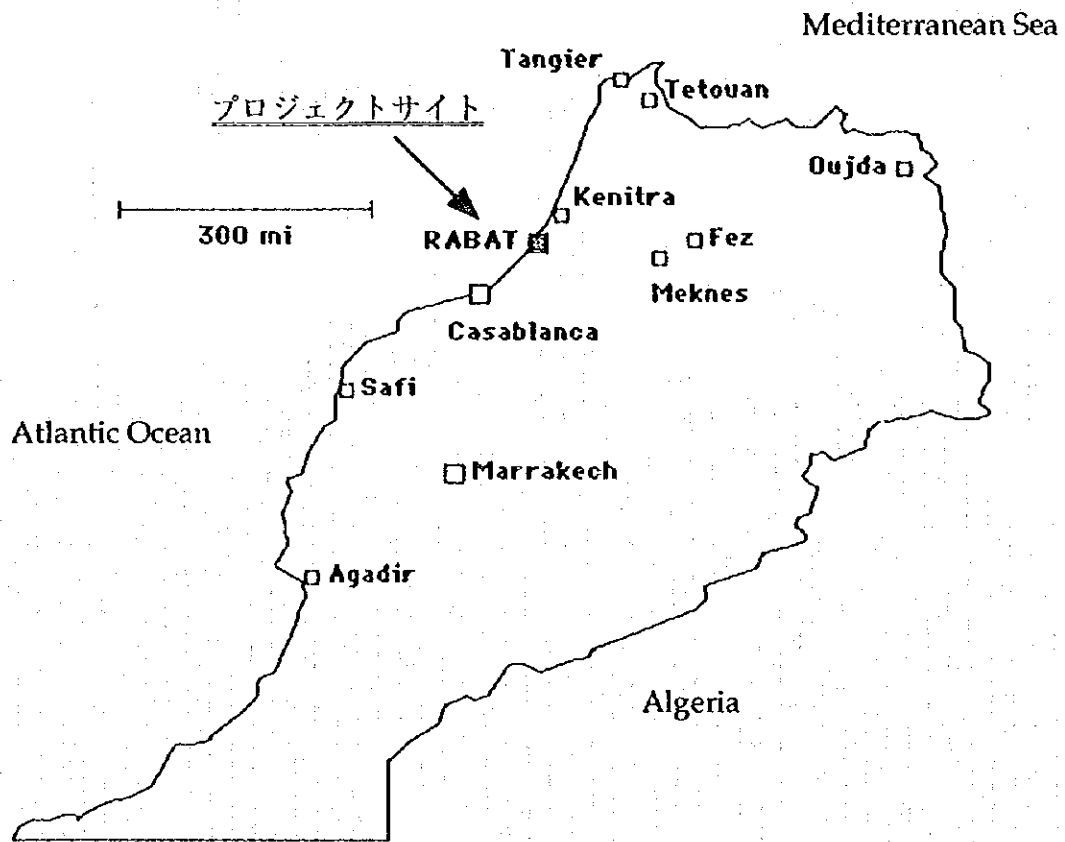 Mediterranean Sea
Tangier
Tetouan
プロジェクトサイト
Oujda
Kenitra
300 mi
RABAT
Fez
Meknes
Casablanca
Safi
Atlantic Ocean
Marrakech
Agadir
Algeria